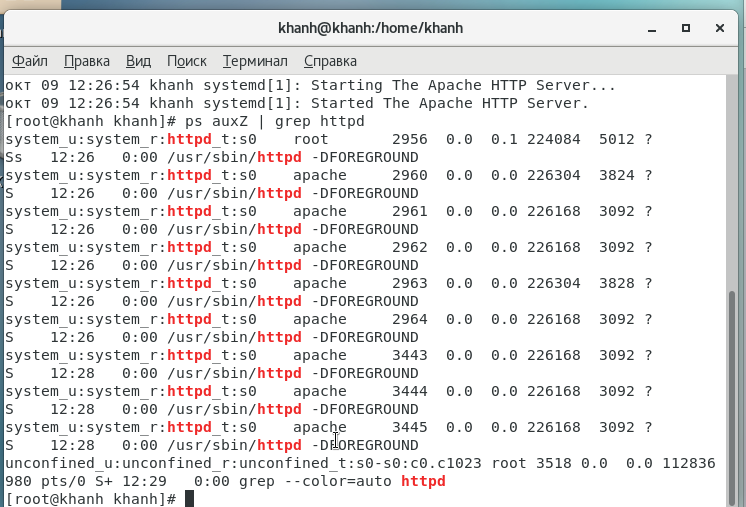 khanh@khanh:/home/khanh
Файл Правка Вид Поиск Терминал Справка
окт 09 12:26:54 khanh systemd[1]: Starting The Apache HTTP Server...
окт 09 12:26:54 khanh systemd[1]: Started The Apache HTTP Server.
[root@khanh khanh]# ps auxZ | grep httpd
system_u:system_r:httpd_t:s0    root       2956  0.0  0.1 224084  5012 ?
Ss   12:26   0:00 /usr/sbin/httpd -DFOREGROUND
system_u:system_r:httpd_t:s0    apache     2960  0.0  0.0 226304  3824 ?
S    12:26   0:00 /usr/sbin/httpd -DFOREGROUND
system_u:system_r:httpd_t:s0    apache     2961  0.0  0.0 226168  3092 ?
S    12:26   0:00 /usr/sbin/httpd -DFOREGROUND
system_u:system_r:httpd_t:s0    apache     2962  0.0  0.0 226168  3092 ?
S    12:26   0:00 /usr/sbin/httpd -DFOREGROUND
system_u:system_r:httpd_t:s0    apache     2963  0.0  0.0 226304  3828 ?
S    12:26   0:00 /usr/sbin/httpd -DFOREGROUND
system_u:system_r:httpd_t:s0    apache     2964  0.0  0.0 226168  3092 ?
S    12:26   0:00 /usr/sbin/httpd -DFOREGROUND
system_u:system_r:httpd_t:s0    apache     3443  0.0  0.0 226168  3092 ?
S    12:28   0:00 /usr/sbin/httpd -DFOREGROUND
system_u:system_r:httpd_t:s0    apache     3444  0.0  0.0 226168  3092 ?
S    12:28   0:00 /usr/sbin/httpd -DFOREGROUND
system_u:system_r:httpd_t:s0    apache     3445  0.0  0.0 226168  3092 ?
S    12:28   0:00 /usr/sbin/httpd -DFOREGROUND
unconfined_u:unconfined_r:unconfined_t:s0-s0:c0.c1023 root 3518 0.0  0.0 112836
980 pts/0 S+ 12:29   0:00 grep --color=auto httpd
[root@khanh khanh]#